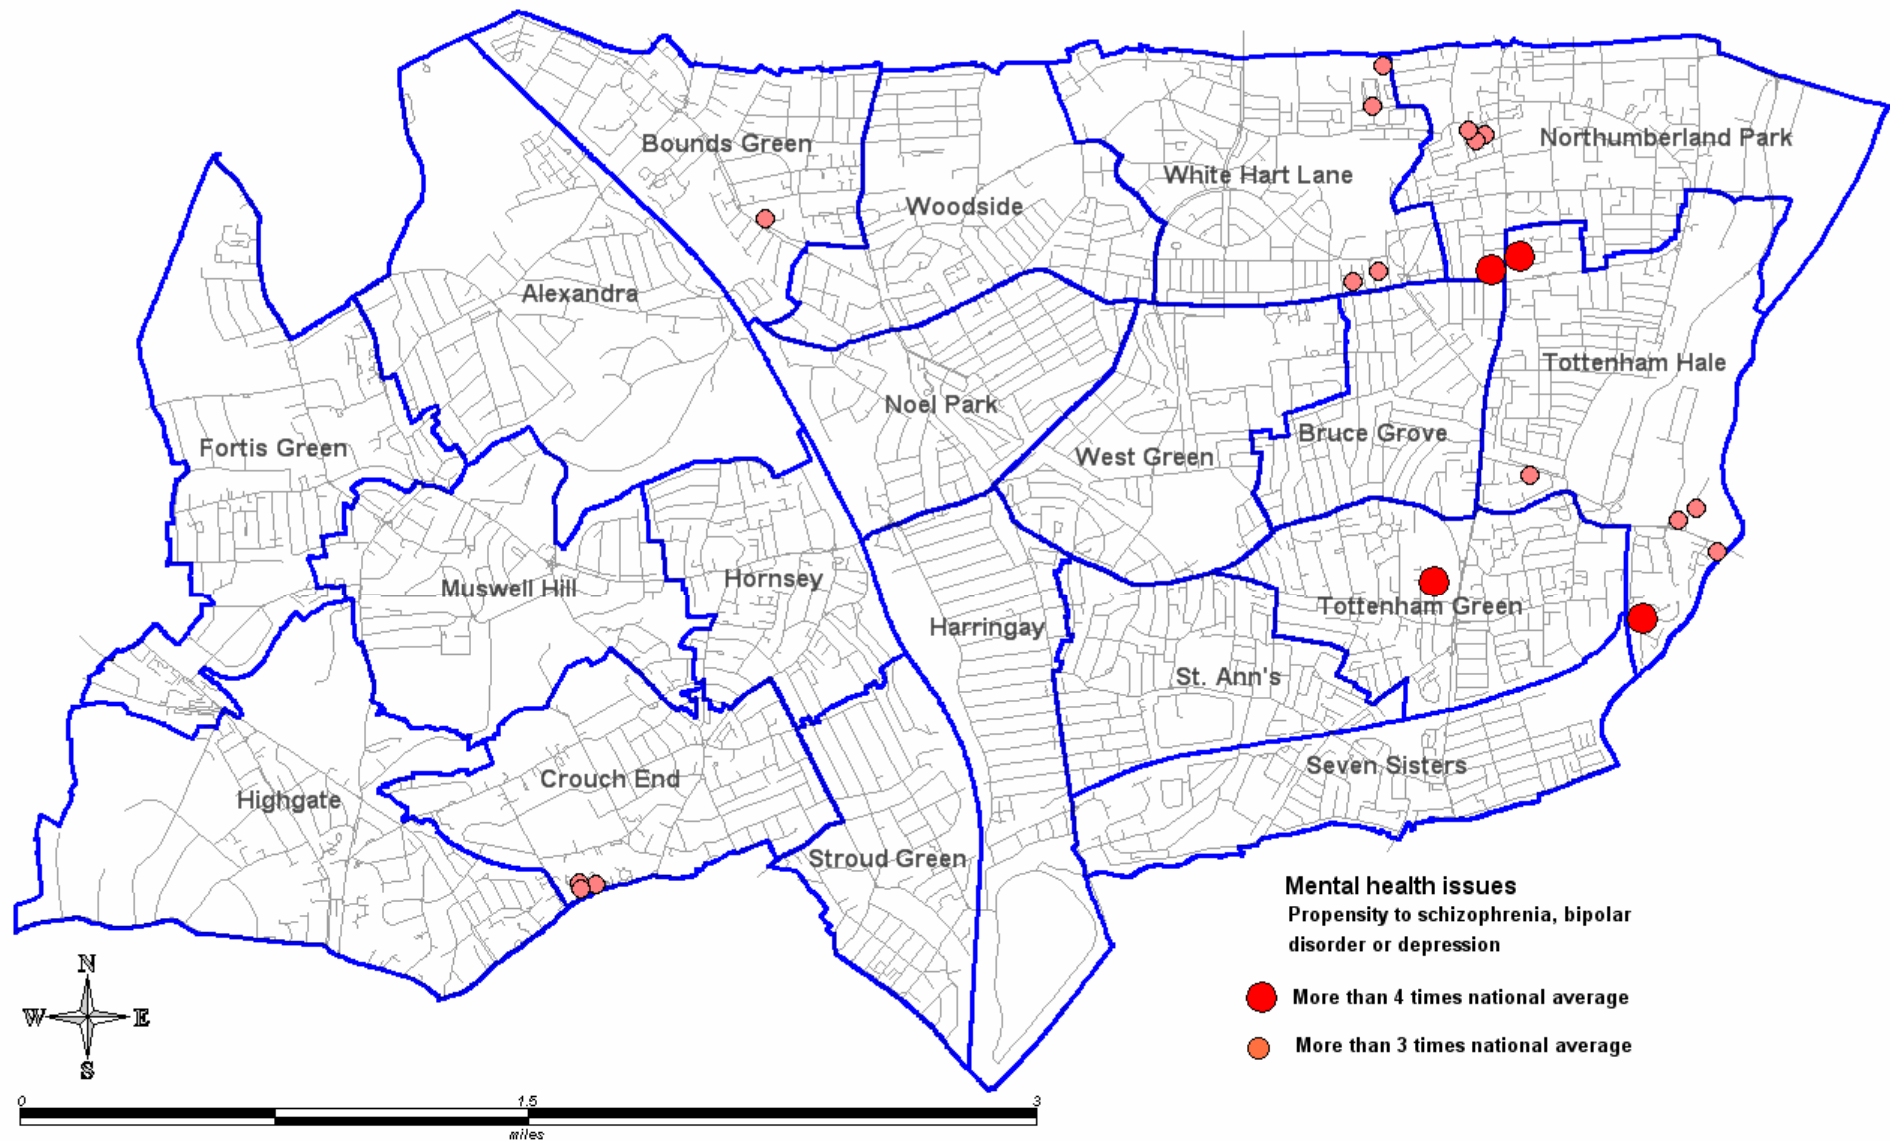 Bounds Green
Northumberland Park
White Hart Lane
Woodside
Alexandra
Tottenham Hale
Noel Park
Bruce Grove
Fortis Green
West Green
Hornsey
Muswell Hill
Tottenham Green
Harringay
St. Ann's
Seven Sisters
Crouch End
Highgate
Stroud Green
Mental health issues
Propensity to schizophrenia, bipolar
disorder or depression
More than 4 times national average
More than 3 times national average
N
W E
S
0 1.5 3
miles